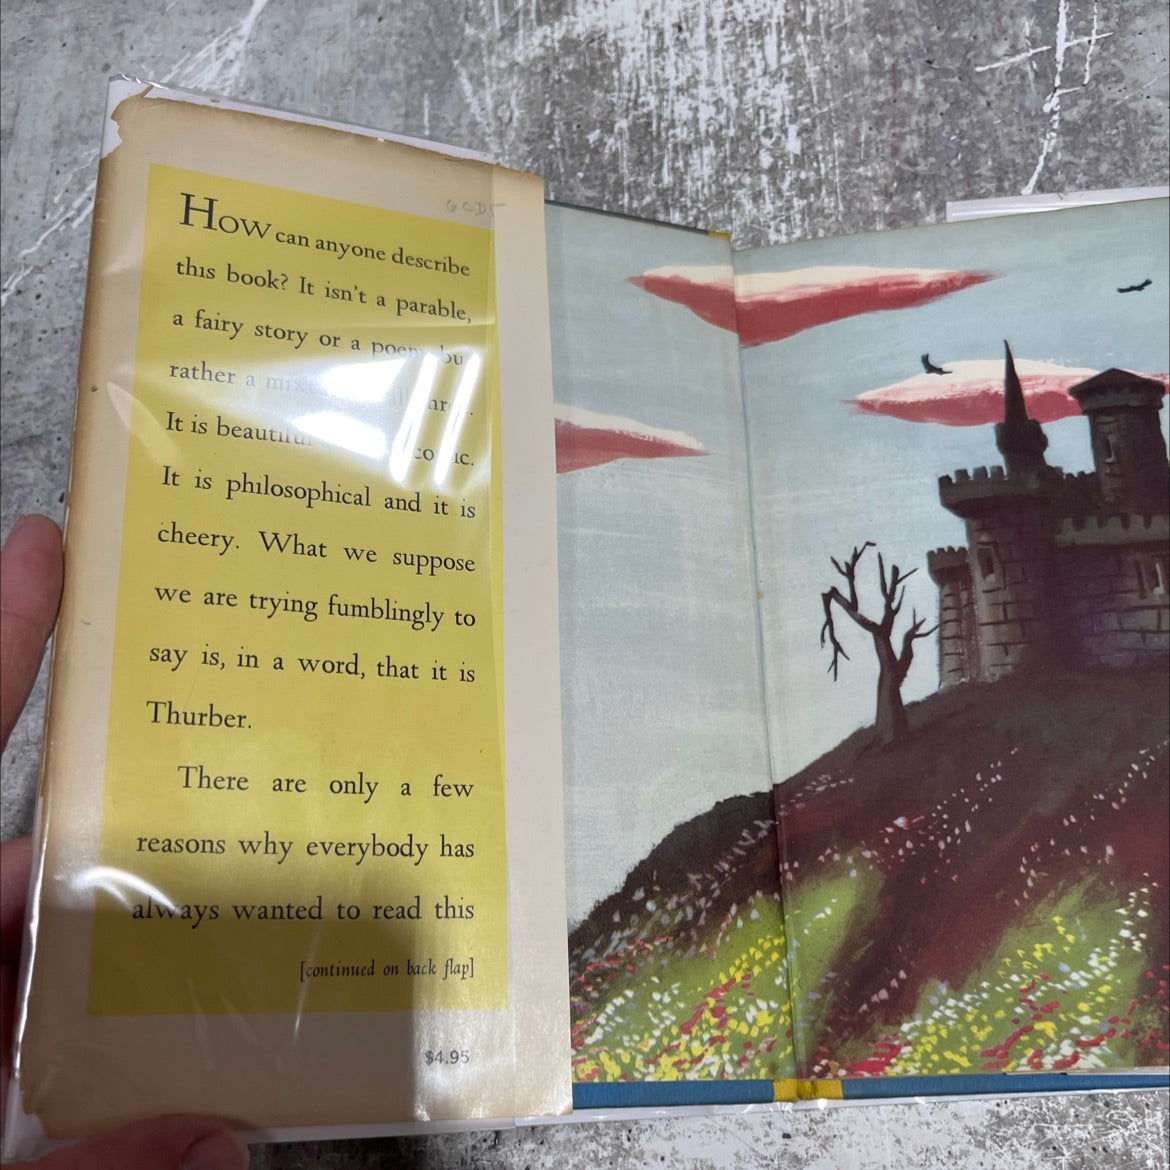 How can anyone describe
this book? It isn't a parable,
a fairy story or a poem, bu
rather a mix
It is beautiful
It is philosophical and it is
cheery. What we suppose
we are trying fumblingly to
say is, in a word, that it is
Thurber.
There are only a few
reasons why everybody has
always wanted to read this
[continued on back flap]
$4.95